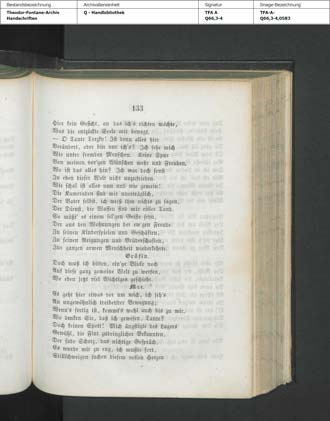 Bestandsbezeichnung
Theodor-Fontane-Archiv
Handschriften
Archivalieneinheit
Q - Handbibliothek
Signatur
TFA A
Q66,3-4
Image-Bezeichnung
TFA-A-
Q66,3-4,0583
133
Hier kein Gesicht, an das ich's richten möchte,
Was die entzückte Seele mir bewegt.
— O Tante Terzky! Ist denn alles hier
Verändert, oder bin nur ich's? Ich sehe mich
Wie unter fremden Menschen. Keine Spur
Von meinen vor'gen Wünschen mehr und Freuden.
Wo ist das alles hin? Ich war doch sonst
In eben dieser Welt nicht unzufrieden.
Wie schal ist alles nun und wie gemein!
Die Kameraden sind mir unerträglich,
Der Vater selbst, ich weiß ihm nichts zu sagen,
Der Dienst, die Waffen sind mir eitler Tand.
So müßt' es einem sel'gen Geiste seyn,
Der aus den Wohnungen der ew'gen Freude
Zu seinen Kinderspielen und Geschäften,
Zu seinen Neigungen und Brüderschaften,
Zur ganzen armen Menschheit wiederkehrte.
Gräfin.
Doch muß ich bitten, ein'ge Blicke noch
Auf diese ganz gemeine Welt zu werfen,
Wo eben jetzt viel Wichtiges geschieht.
Max.
Es geht hier etwas vor um mich, ich seh's
An ungewöhnlich treibender Bewegung;
Wenn's fertig ist, kommt's wohl auch bis zu mir.
Wo denken Sie, daß ich gewesen, Tante?
Doch keinen Spott! Mich ängstigte des Lagers
Gewühl, die Flut zudringlicher Bekannten,
Der fade Scherz, das nichtige Gespräch,
Es wurde mir zu eng, ich mußte fort,
Stillschweigen suchen diesem vollen Herzen